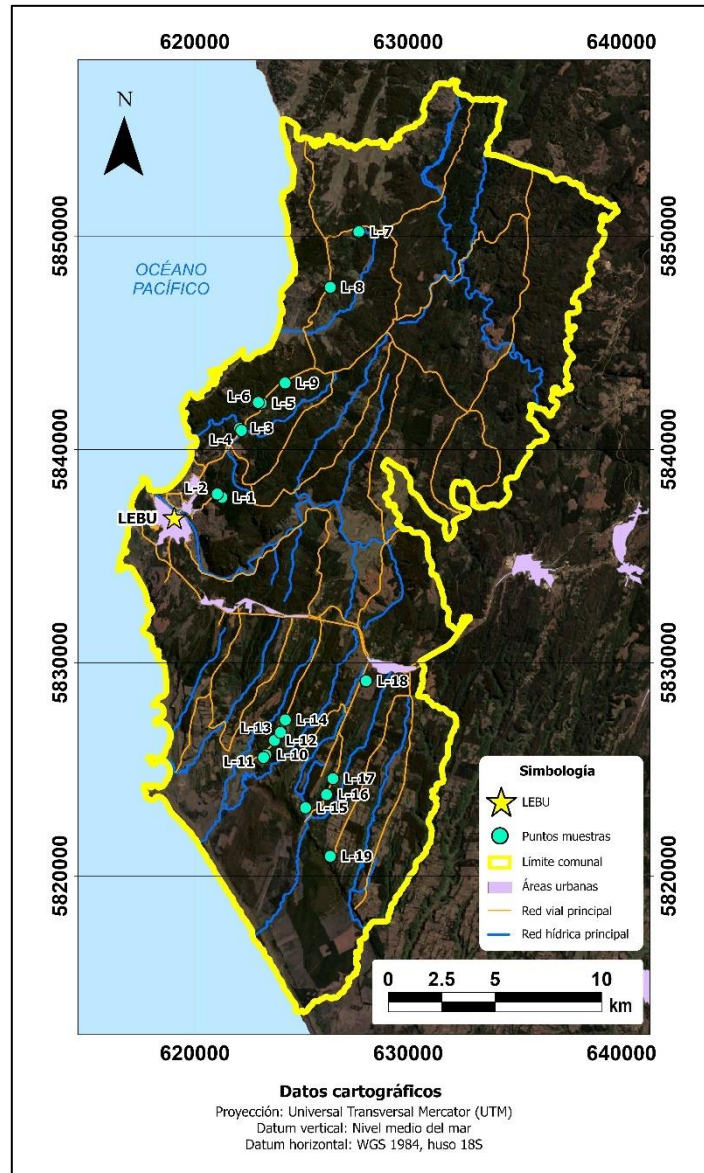 620000 630000 640000
N
5850000 5850000
OCÉANO
PACÍFICO
L-7
L-8
L-9
L-6 L-5
L-3
L-4
5840000 5840000
L-2 L-1
LEBU
5830000 5830000
L-18
L-14
L-13
L-12
L-10
L-11
L-17
L-16
L-15
L-19
5820000 5820000
Simbología
LEBU
Puntos muestras
Límite comunal
Áreas urbanas
Red vial principal
Red hídrica principal
0 2.5 5 10
km
620000 630000 640000
Datos cartográficos
Proyección: Universal Transversal Mercator (UTM)
Datum vertical: Nivel medio del mar
Datum horizontal: WGS 1984, huso 18S